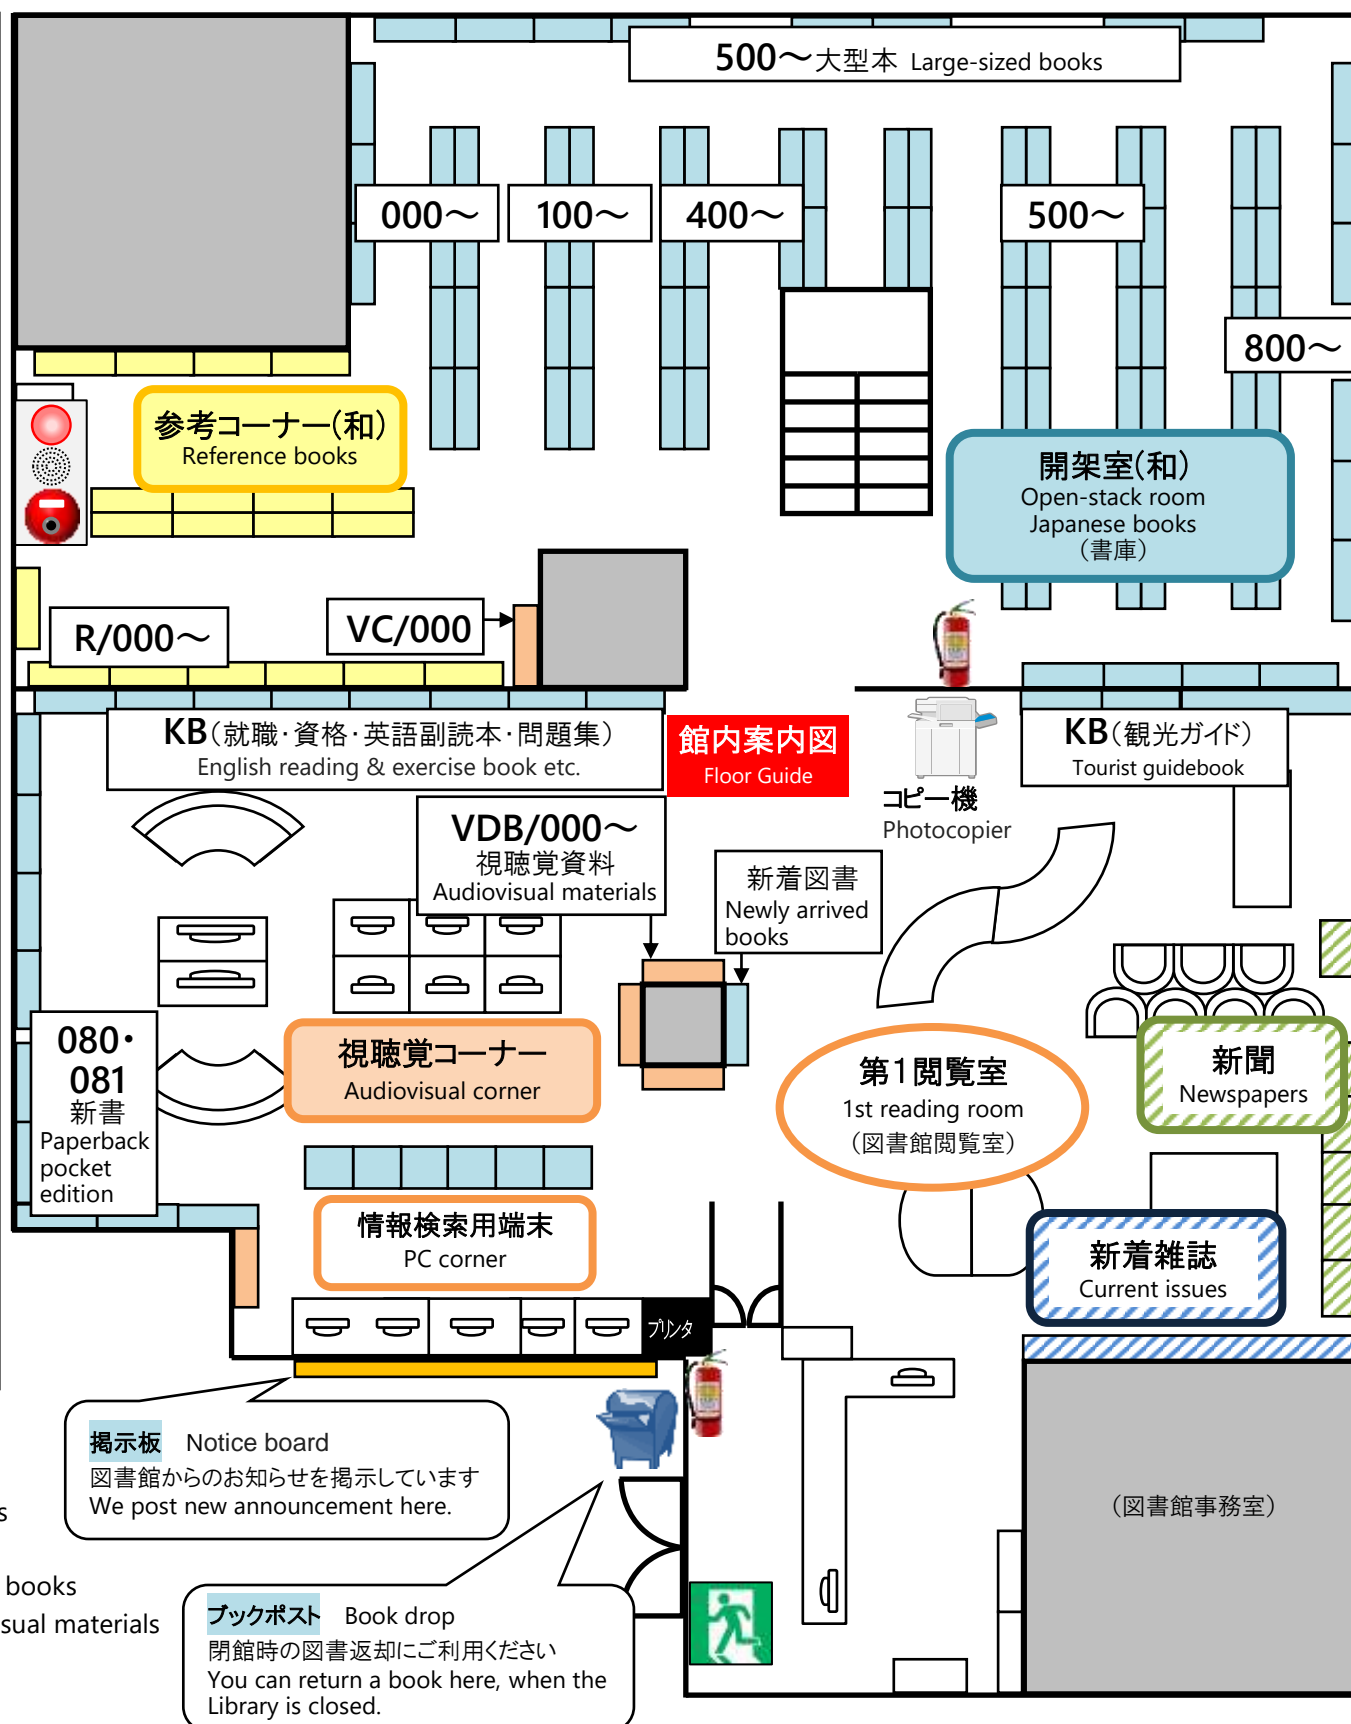 500～大型本 Large-sized books
000～
100～
400～
500～
800～
参考コーナー(和)
Reference books
開架室(和)
Open-stack room
Japanese books
（書庫）
R/000～
VC/000
KB（就職・資格・英語副読本・問題集）
English reading & exercise book etc.
館内案内図
Floor Guide
コピー機
Photocopier
KB（観光ガイド）
Tourist guidebook
VDB/000～
視聴覚資料
Audiovisual materials
新着図書
Newly arrived
books
080・
081
新書
Paperback
pocket
edition
視聴覚コーナー
Audiovisual corner
第1閲覧室
1st reading room
（図書館閲覧室）
新聞
Newspapers
情報検索用端末
PC corner
新着雑誌
Current issues
プリンタ
掲示板 Notice board
図書館からのお知らせを掲示しています
We post new announcement here.
（図書館事務室）
s
books
sual materials
ブックポスト Book drop
閉館時の図書返却にご利用ください
You can return a book here, when the
Library is closed.